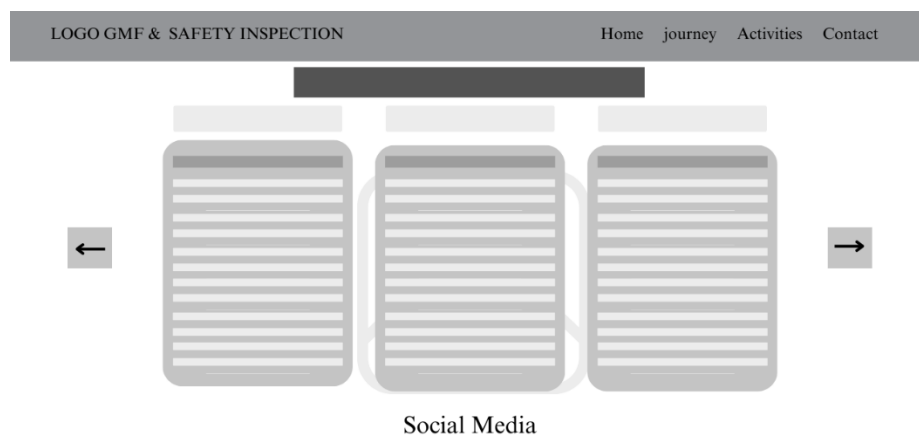 LOGO GMF &  SAFETY INSPECTION
Home journey Activities Contact
Social Media